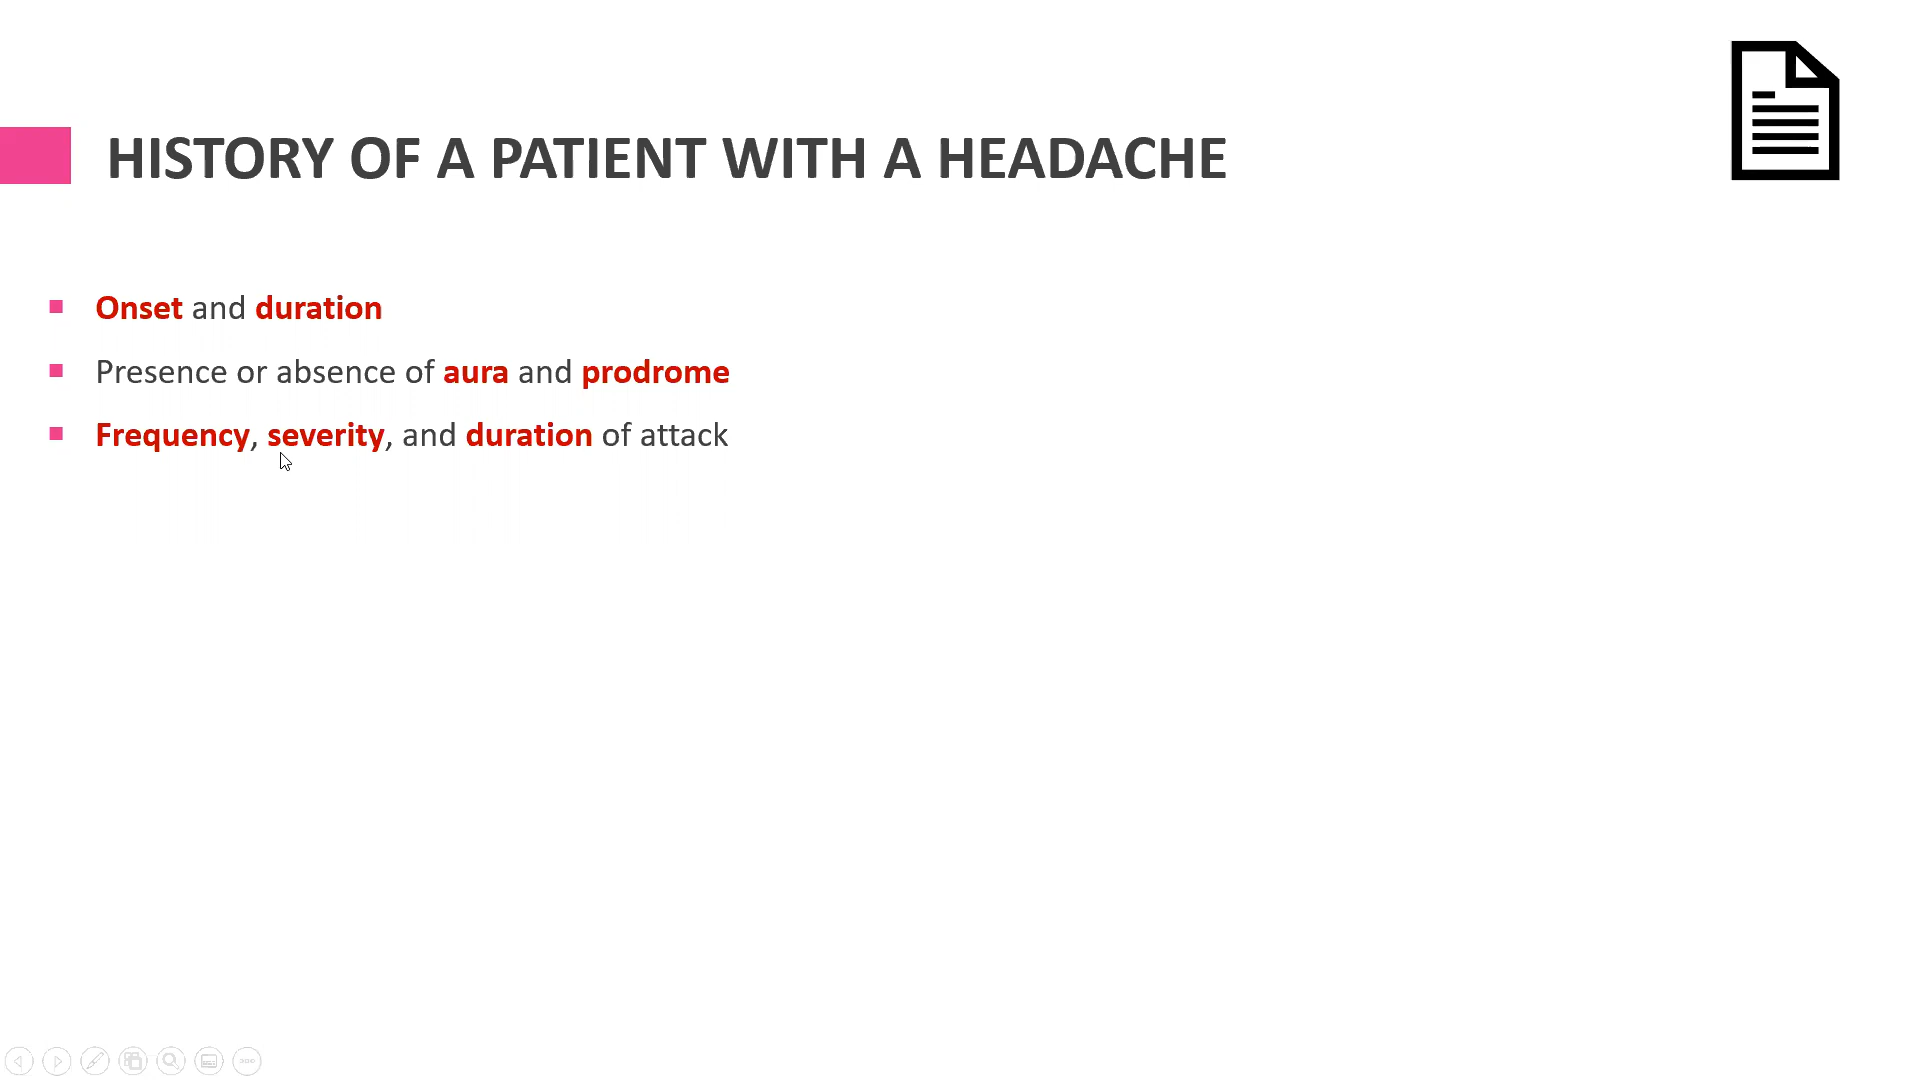 HISTORY OF A PATIENT WITH A HEADACHE
Onset and duration
Presence or absence of aura and prodrome
Frequency, severity, and duration of attack